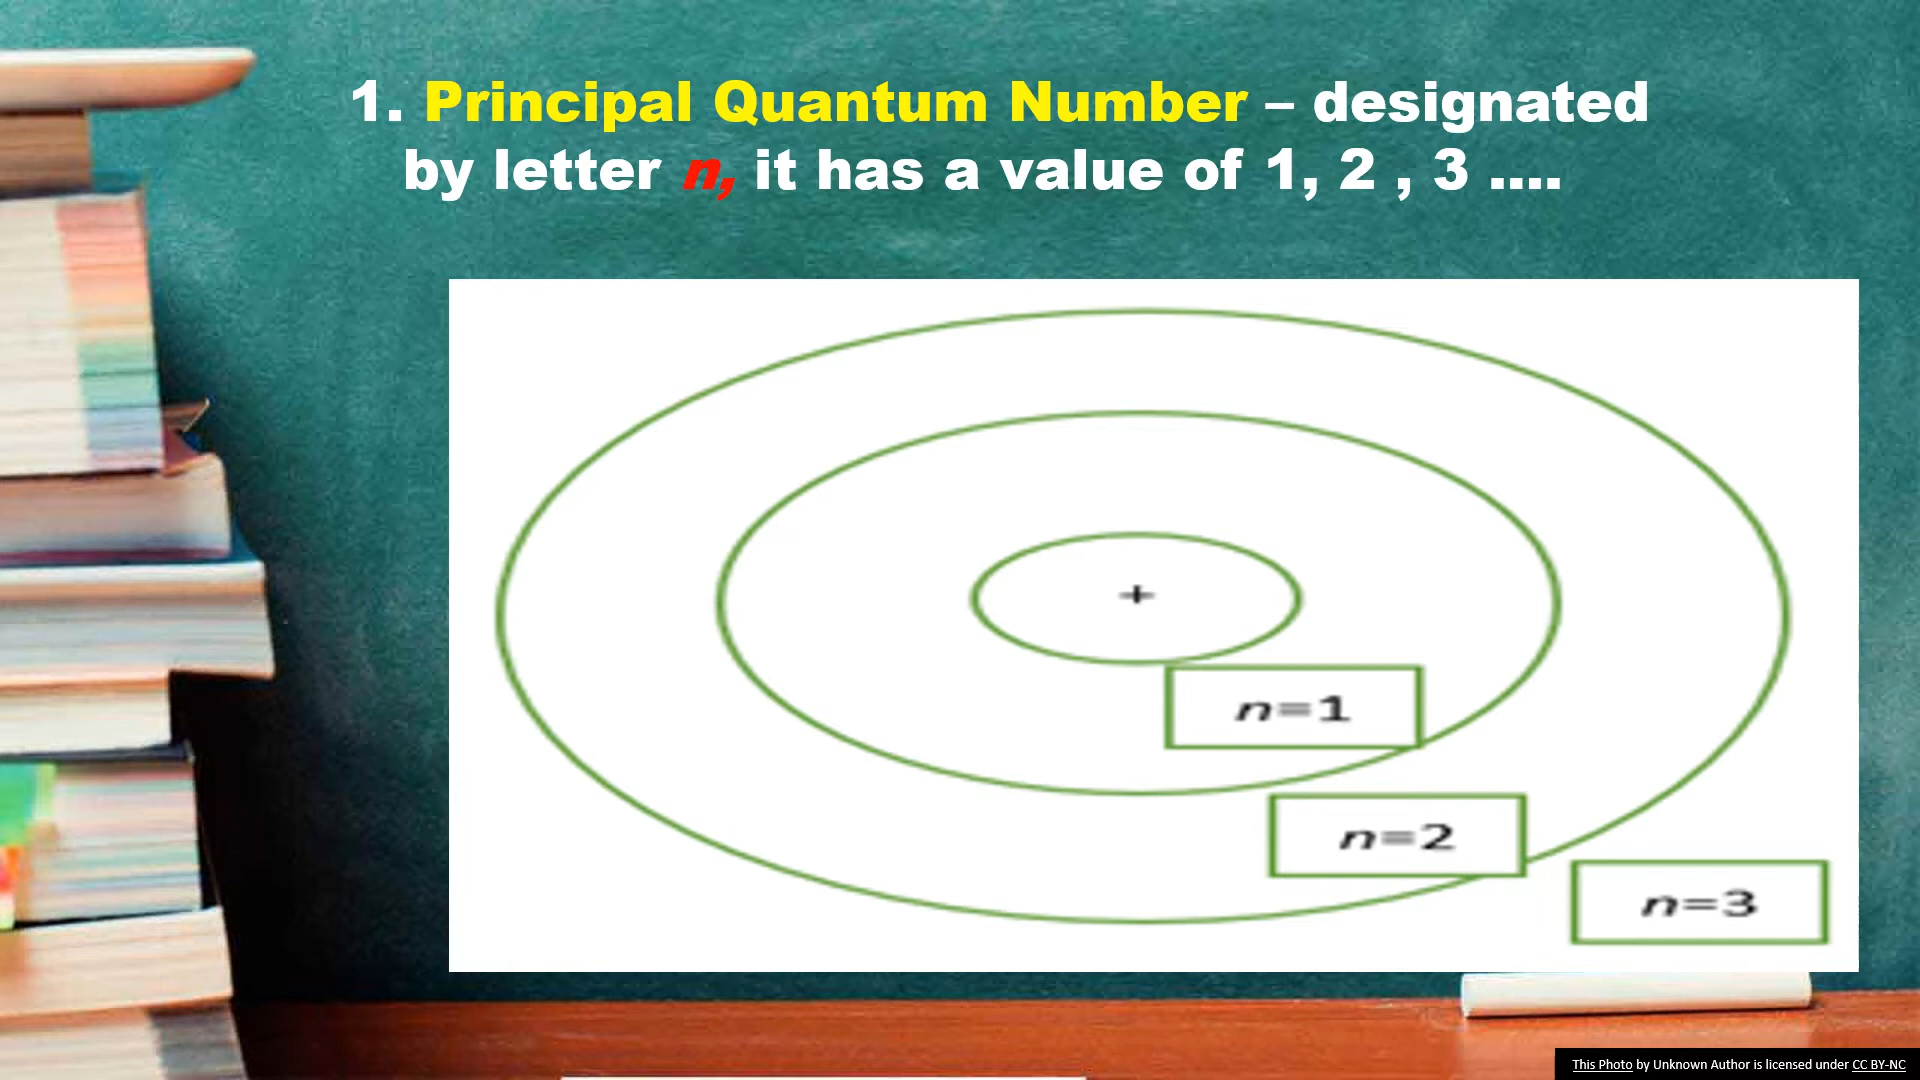 1. Principal Quantum Number – designated
by letter n, it has a value of 1, 2 , 3 ….
+
n=1
n=2
n=3
This Photo by Unknown Author is licensed under CC BY-NC